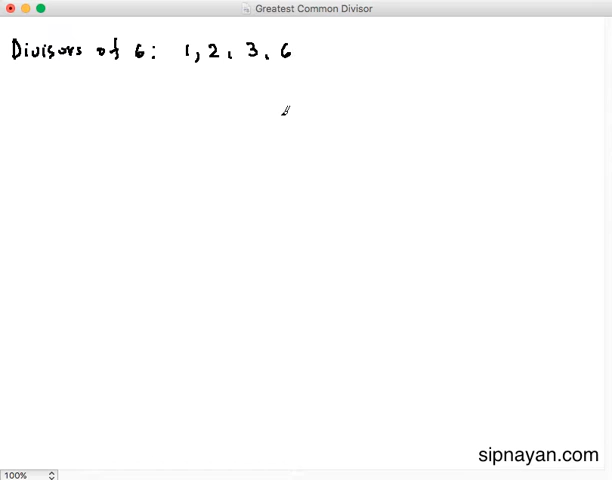 Greatest Common Divisor
Divisors of 6: 1, 2, 3, 6
sipnayan.com
100%